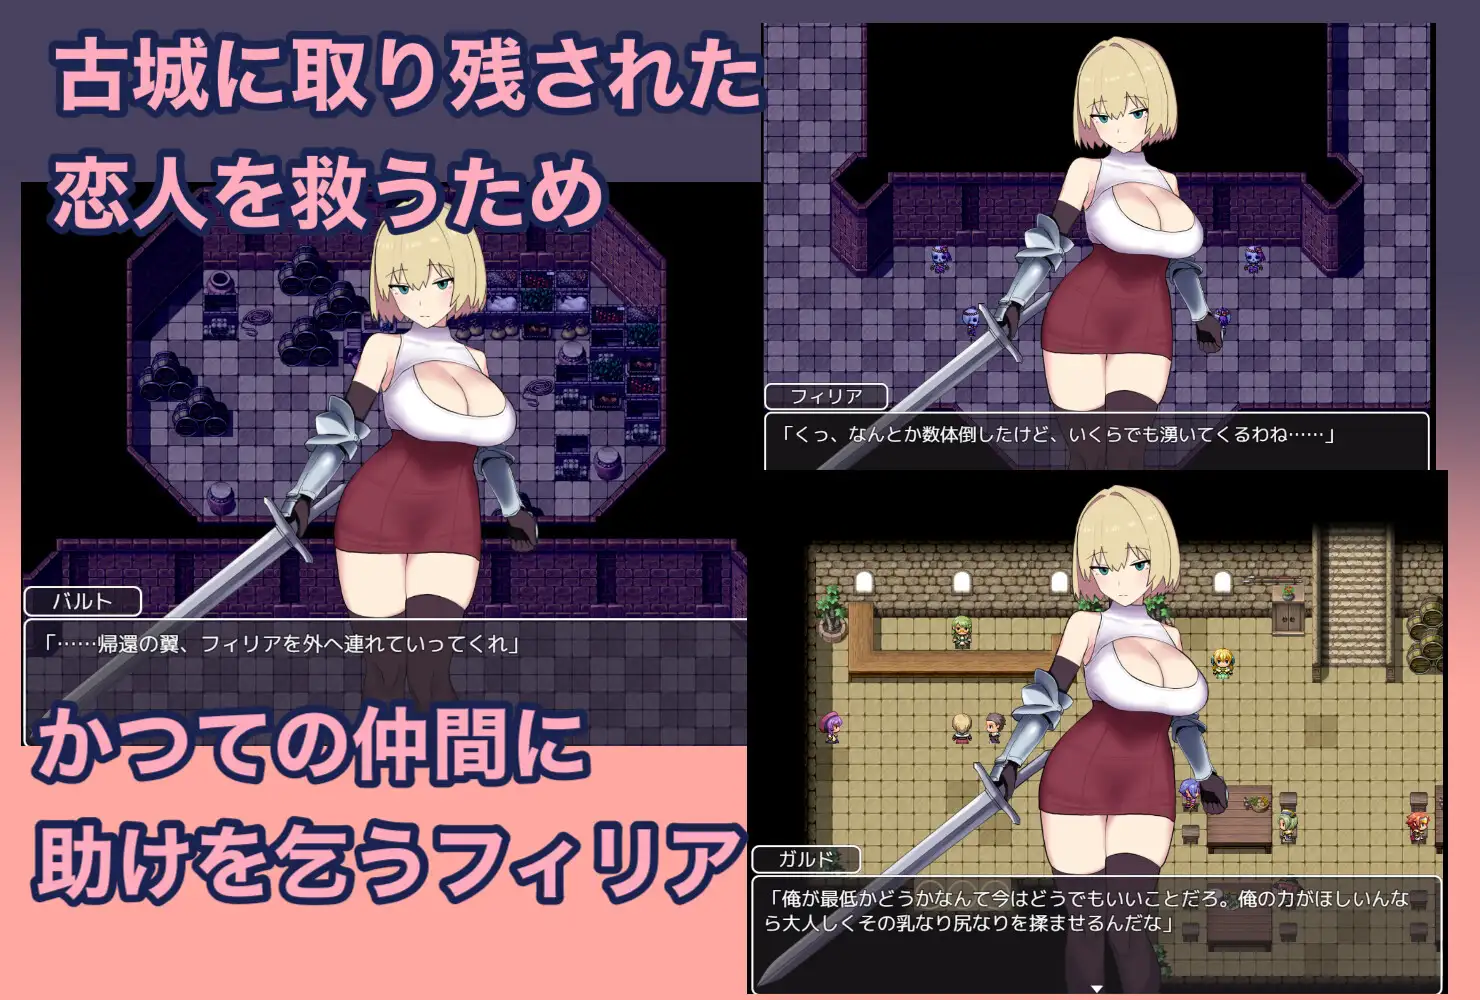 古城に取り残された
恋人を救うため
フィリア
「くっ、なんとか数体倒したけど、いくらでも湧いてくるわね……」
バルト
「……帰還の翼、フィリアを外へ連れていってくれ」
かつての仲間に
助けを乞うフィリア
ガルド
「俺が最低かどうかなんて今はどうでもいいことだろ。俺の力がほしいんな
ら大人しくその乳なり尻なりを揉ませるんだな」